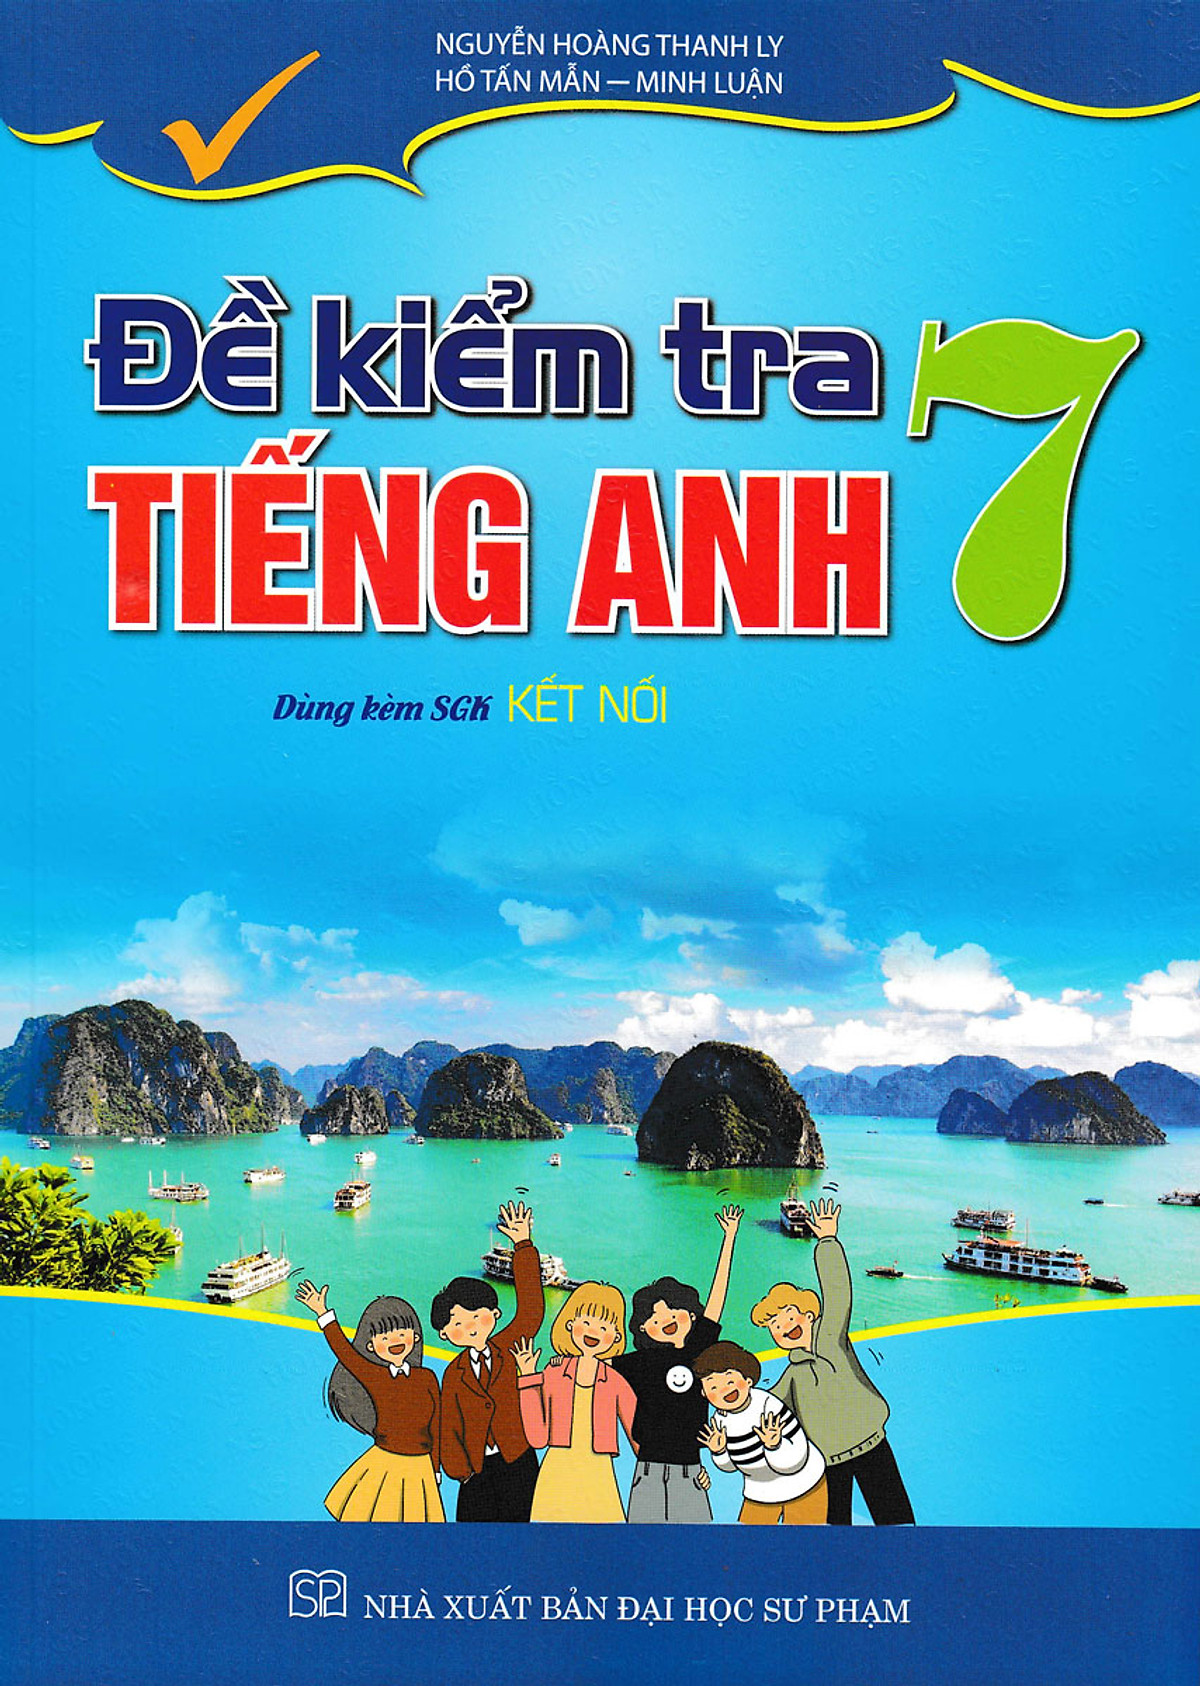 NGUYỄN HOÀNG THANH LY
HỒ TẤN MẪN — MINH LUẬN
Đề kiểm tra
TIẾNG ANH 7
Dùng kèm SGK KẾT NỐI
SP NHÀ XUẤT BẢN ĐẠI HỌC SƯ PHẠM